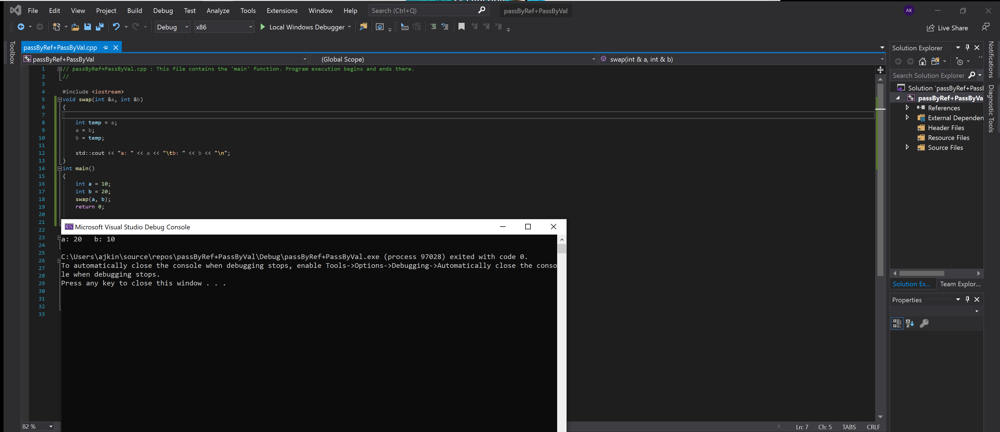 File Edit View Project Build Debug Test Analyze Tools Extensions Window Help Search (Ctrl+Q) passByRef+PassByVal AK
Debug x86 Local Windows Debugger Live Share
Toolbox
passByRef+PassByVal.cpp
passByRef+PassByVal (Global Scope) swap(int & a, int & b)
1 // passByRef+PassByVal.cpp : This file contains the 'main' function. Program execution begins and ends there.
2 //
3
4 #include <iostream>
5 void swap(int &a, int &b)
6 {
7
8 int temp = a;
9 a = b;
10 b = temp;
11
12 std::cout << "a: " << a << "\tb: " << b << "\n";
13 }
14 int main()
15 {
16 int a = 10;
17 int b = 20;
18 swap(a, b);
19 return 0;
20
21
22
23
24
25
26
27
28
29
30
31
32
33
Microsoft Visual Studio Debug Console
a: 20 b: 10
C:\Users\ajkin\source\repos\passByRef+PassByVal\Debug\passByRef+PassByVal.exe (process 97028) exited with code 0.
To automatically close the console when debugging stops, enable Tools->Options->Debugging->Automatically close the conso
le when debugging stops.
Press any key to close this window . . .
82 %
Ln: 7 Ch: 5 TABS CRLF
Solution Explorer
Search Solution Explorer
Solution 'passByRef+Pass
passByRef+PassByVa
References
External Dependen
Header Files
Resource Files
Source Files
Solution Ex... Team Explor...
Properties
Notifications
Diagnostic Tools